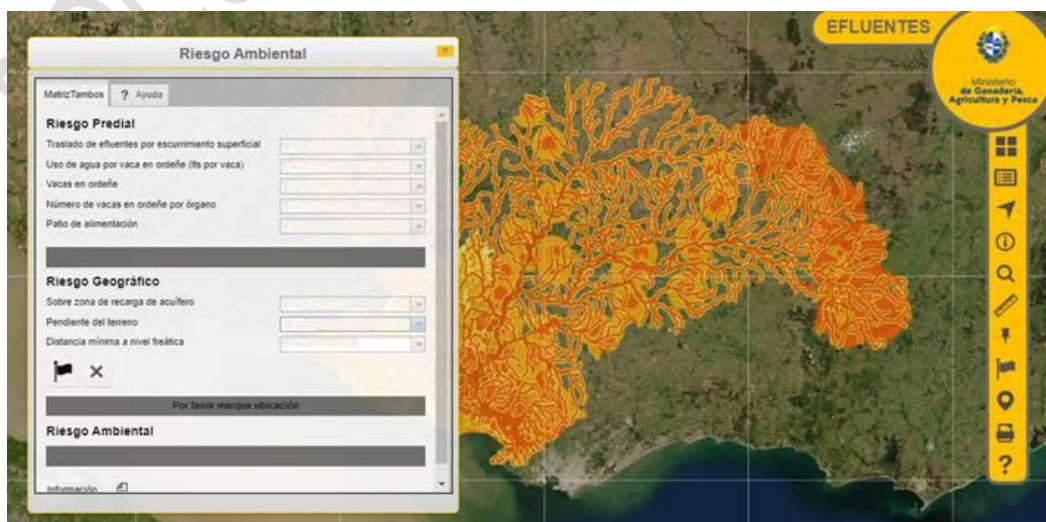 EFLUENTES
Ministerio
de Ganadería,
Agricultura y Pesca
Riesgo Ambiental
MatrizTambos
? Ayuda
Riesgo Predial
Traslado de efluentes por escurrimiento superficial
Uso de agua por vaca en ordeñe (lts por vaca)
Vacas en ordeñe
Número de vacas en ordeñe por órgano
Patio de alimentación
Riesgo Geográfico
Sobre zona de recarga de acuífero
Pendiente del terreno
Distancia mínima a nivel freática
Por favor marque ubicación
Riesgo Ambiental
Información